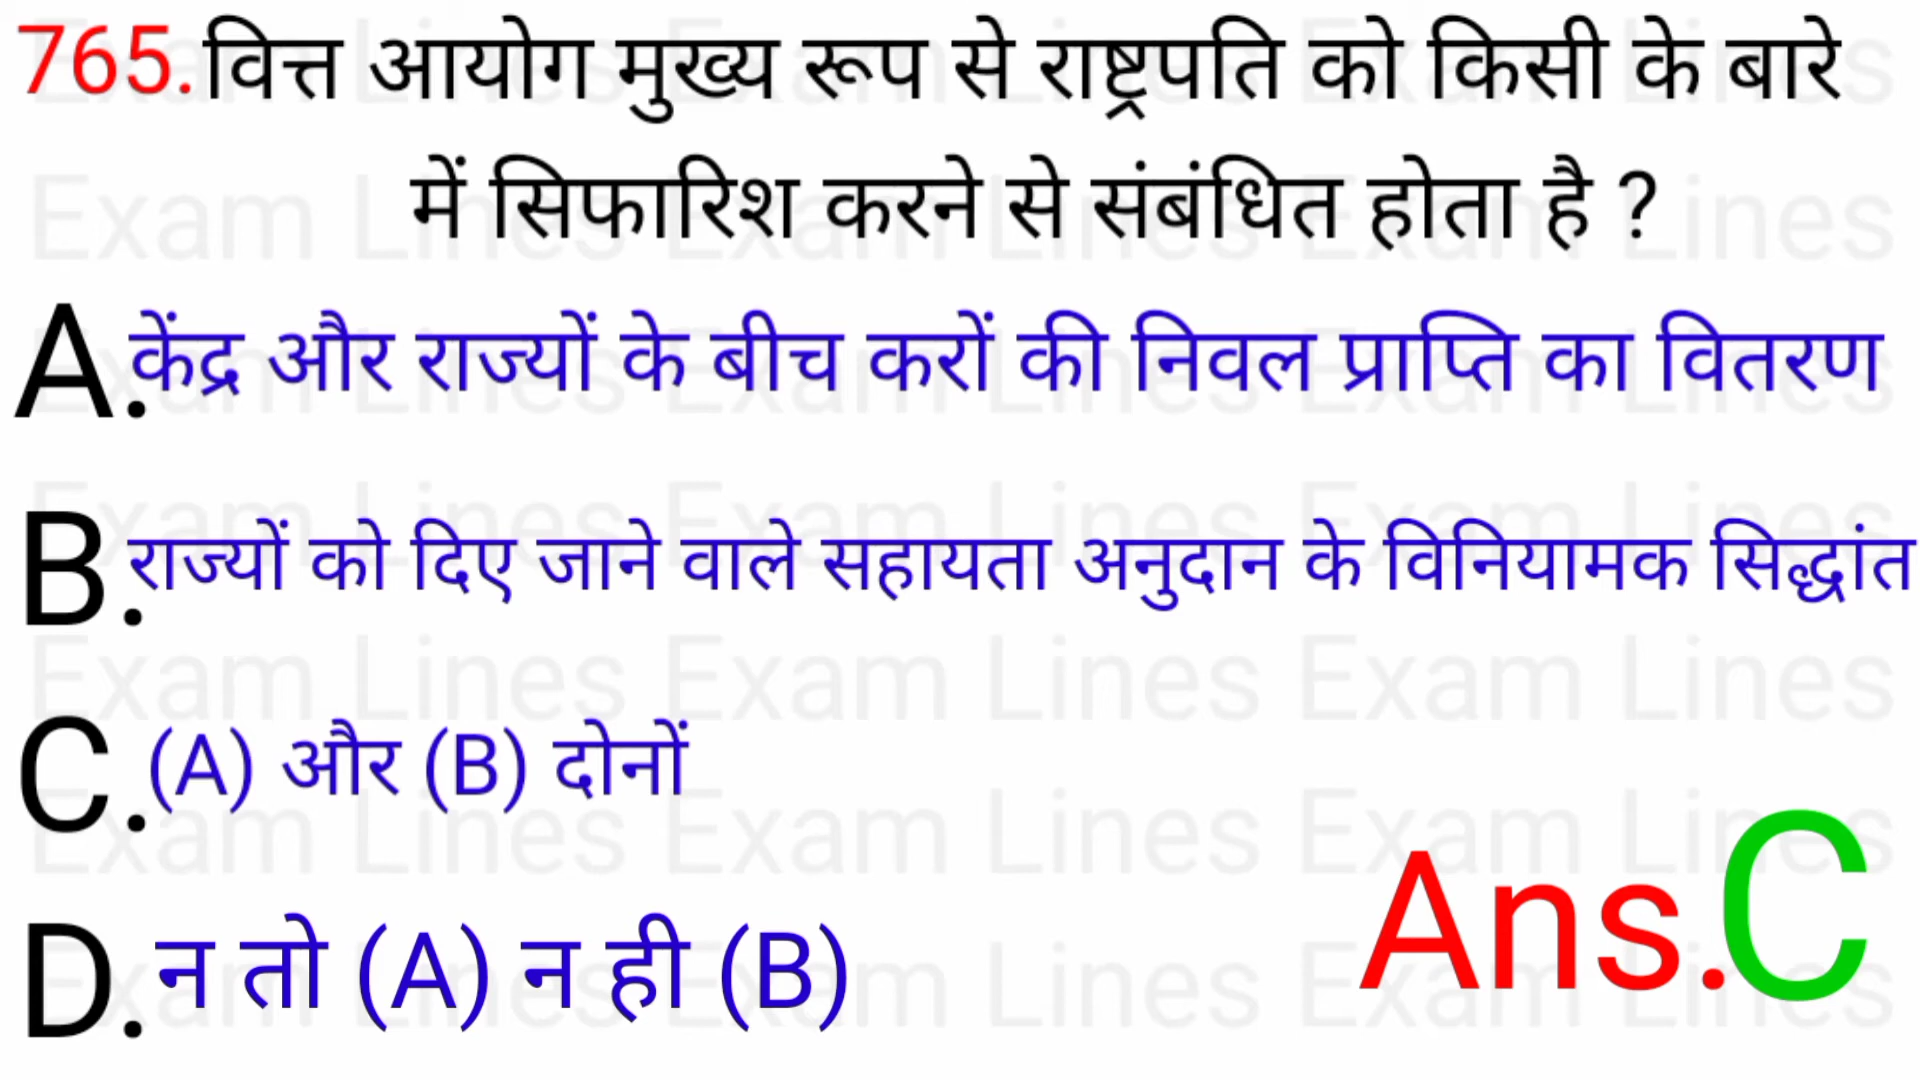 765.वित्त आयोग मुख्य रूप से राष्ट्रपति को किसी के बारे
में सिफारिश करने से संबंधित होता है ?
A.केंद्र और राज्यों के बीच करों की निवल प्राप्ति का वितरण
B.राज्यों को दिए जाने वाले सहायता अनुदान के विनियामक सिद्धांत
C.(A) और (B) दोनों
D.न तो (A) न ही (B)
Ans.C